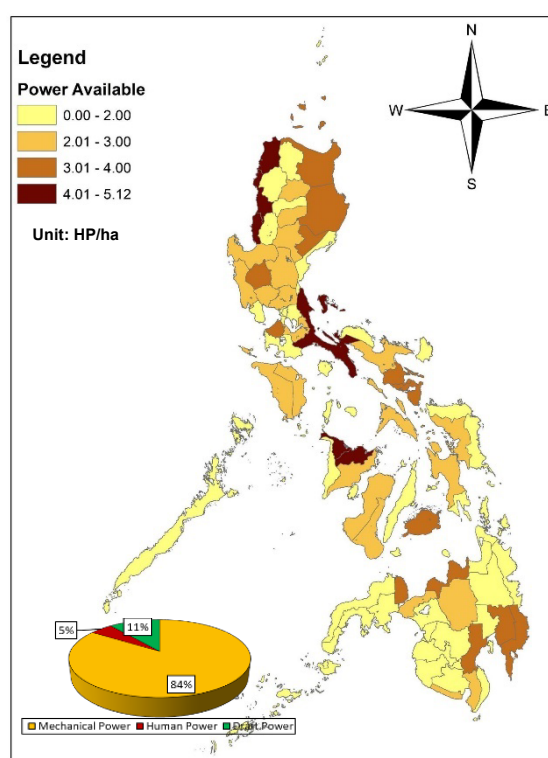 N
W
E
S
Legend
Power Available
0.00 - 2.00
2.01 - 3.00
3.01 - 4.00
4.01 - 5.12
Unit: HP/ha
5%
11%
84%
Mechanical Power Human Power Draft Power